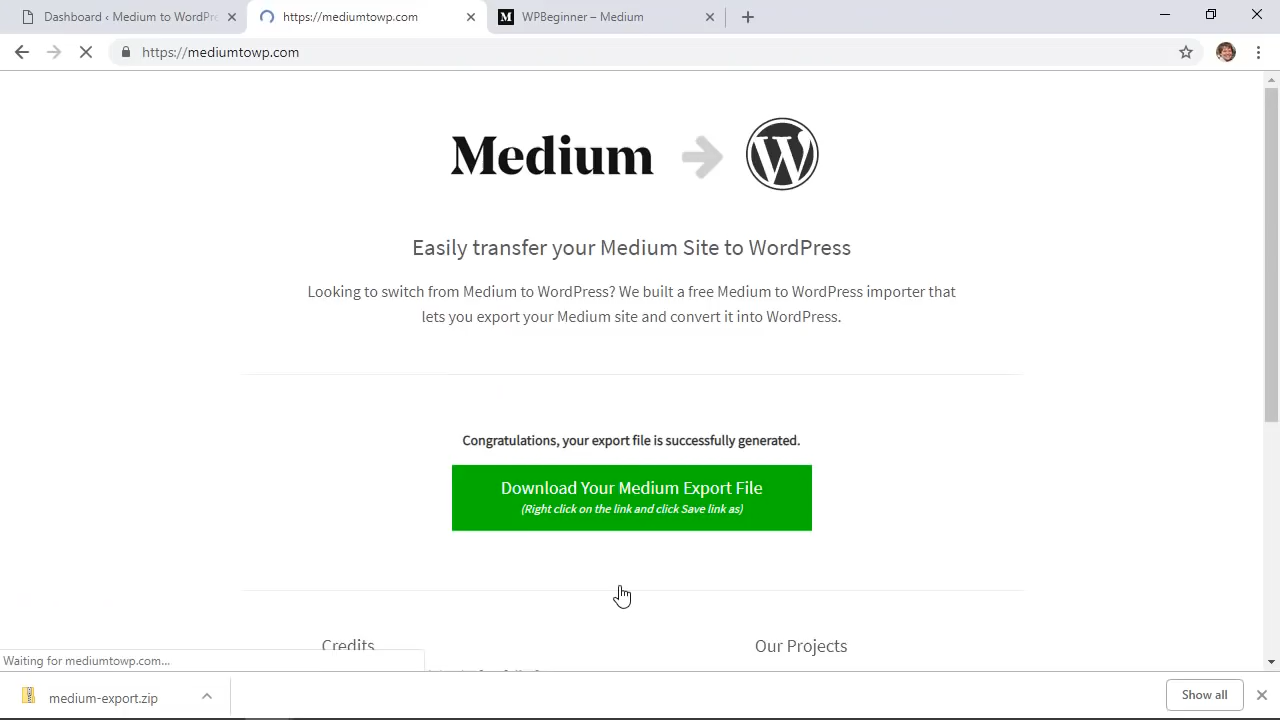 Dashboard ‹ Medium to WordPre
https://mediumtowp.com
M
WPBeginner – Medium
https://mediumtowp.com
Medium
W
Easily transfer your Medium Site to WordPress
Looking to switch from Medium to WordPress? We built a free Medium to WordPress importer that
lets you export your Medium site and convert it into WordPress.
Congratulations, your export file is successfully generated.
Download Your Medium Export File
(Right click on the link and click Save link as)
Credits
Our Projects
Waiting for mediumtowp.com...
medium-export.zip
Show all